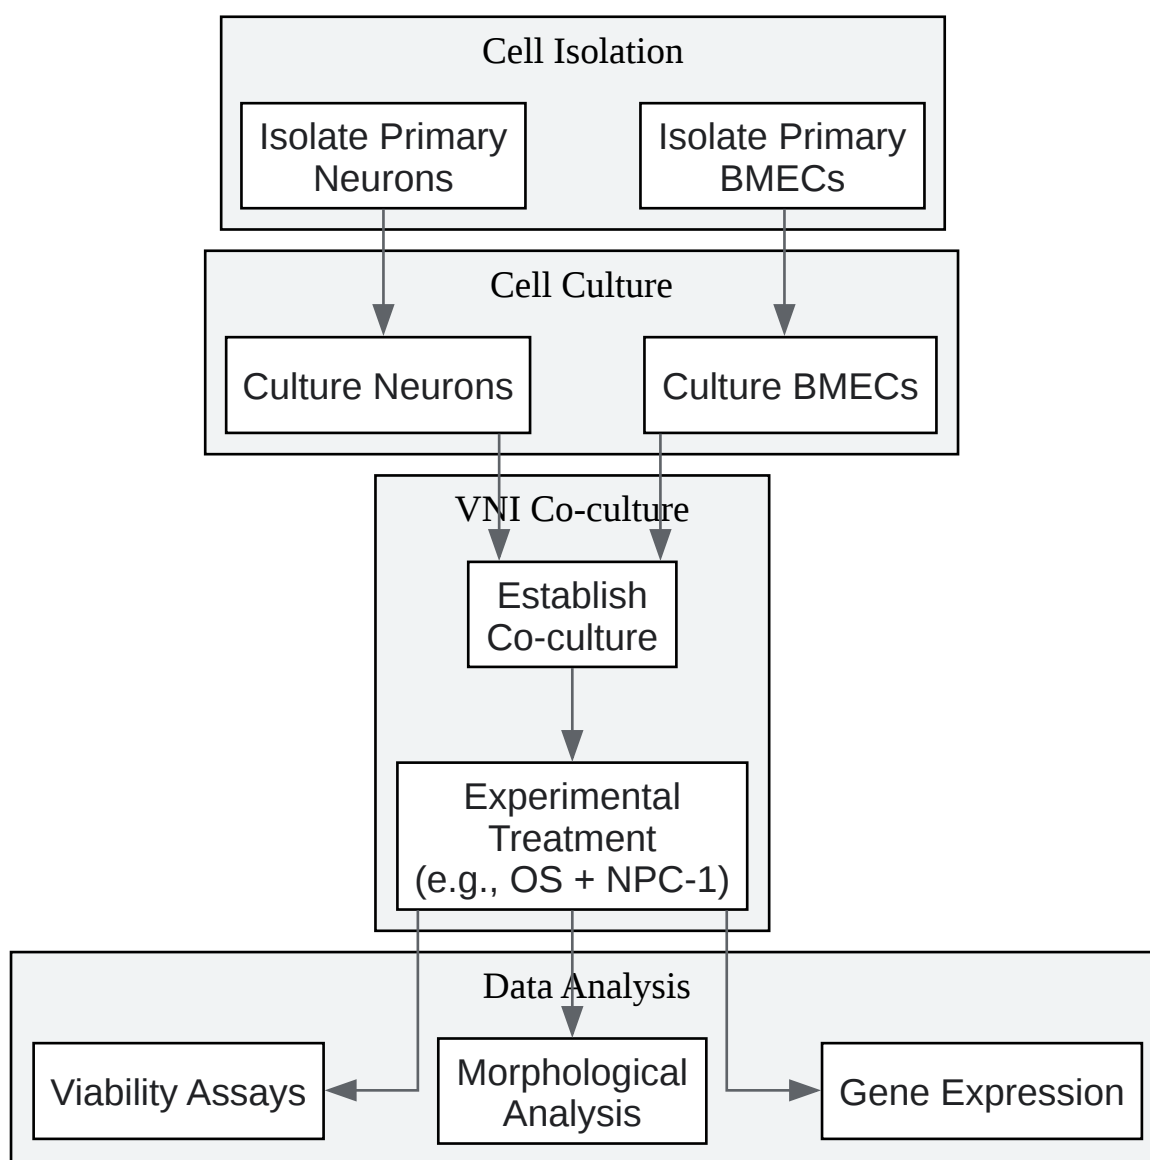 Cell Isolation
Isolate Primary
Neurons
Isolate Primary
BMECs
Cell Culture
Culture Neurons
Culture BMECs
VNI Co-culture
Establish
Co-culture
Experimental
Treatment
(e.g., OS + NPC-1)
Data Analysis
Viability Assays
Morphological
Analysis
Gene Expression